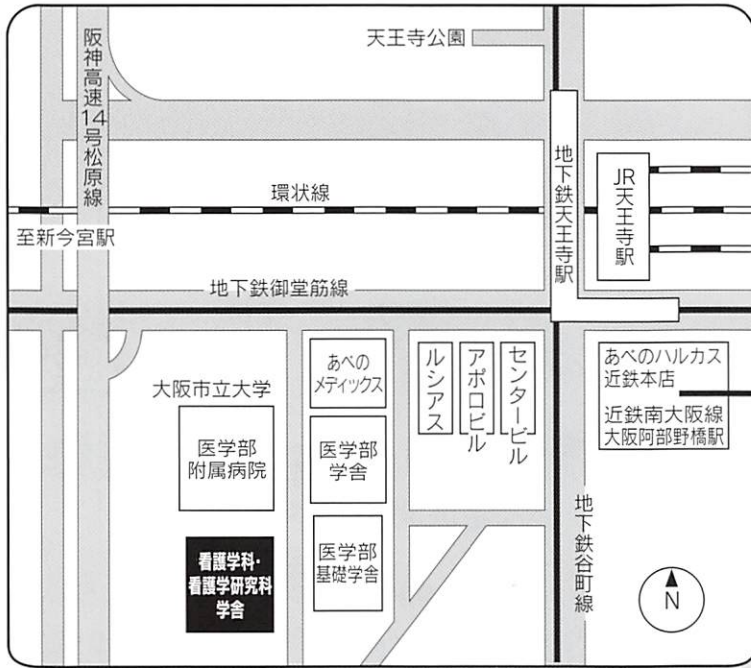 天王寺公園
阪神高速14号松原線
環状線
至新今宮駅
地下鉄天王寺駅
JR天王寺駅
地下鉄御堂筋線
大阪市立大学
医学部
附属病院
看護学科・
看護学研究科
学舎
あべの
メディックス
医学部
学舎
医学部
基礎学舎
ルシアス
アポロビル
センタービル
あべのハルカス
近鉄本店
近鉄南大阪線
大阪阿部野橋駅
地下鉄谷町線
N